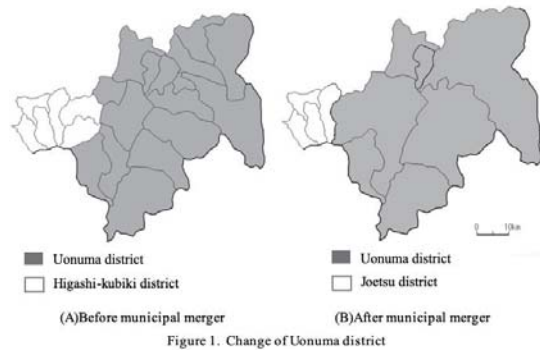 0 10km
Uonuma district
Higashi-kubiki district
(A)Before municipal merger
Uonuma district
Joetsu district
(B)After municipal merger
Figure 1. Change of Uonuma district